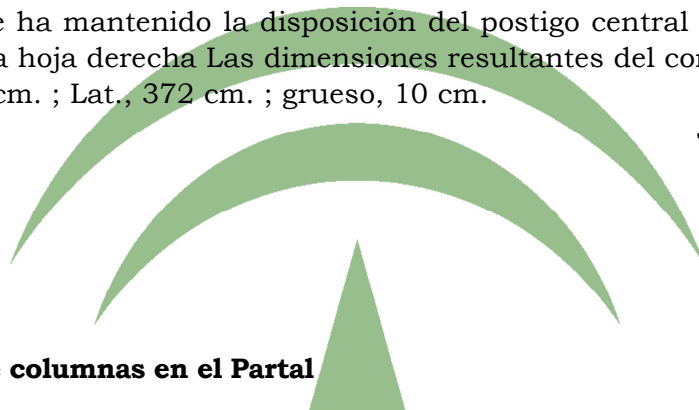 e ha mantenido la disposición del postigo central
a hoja derecha Las dimensiones resultantes del con
cm. ; Lat., 372 cm. ; grueso, 10 cm.
columnas en el Partal